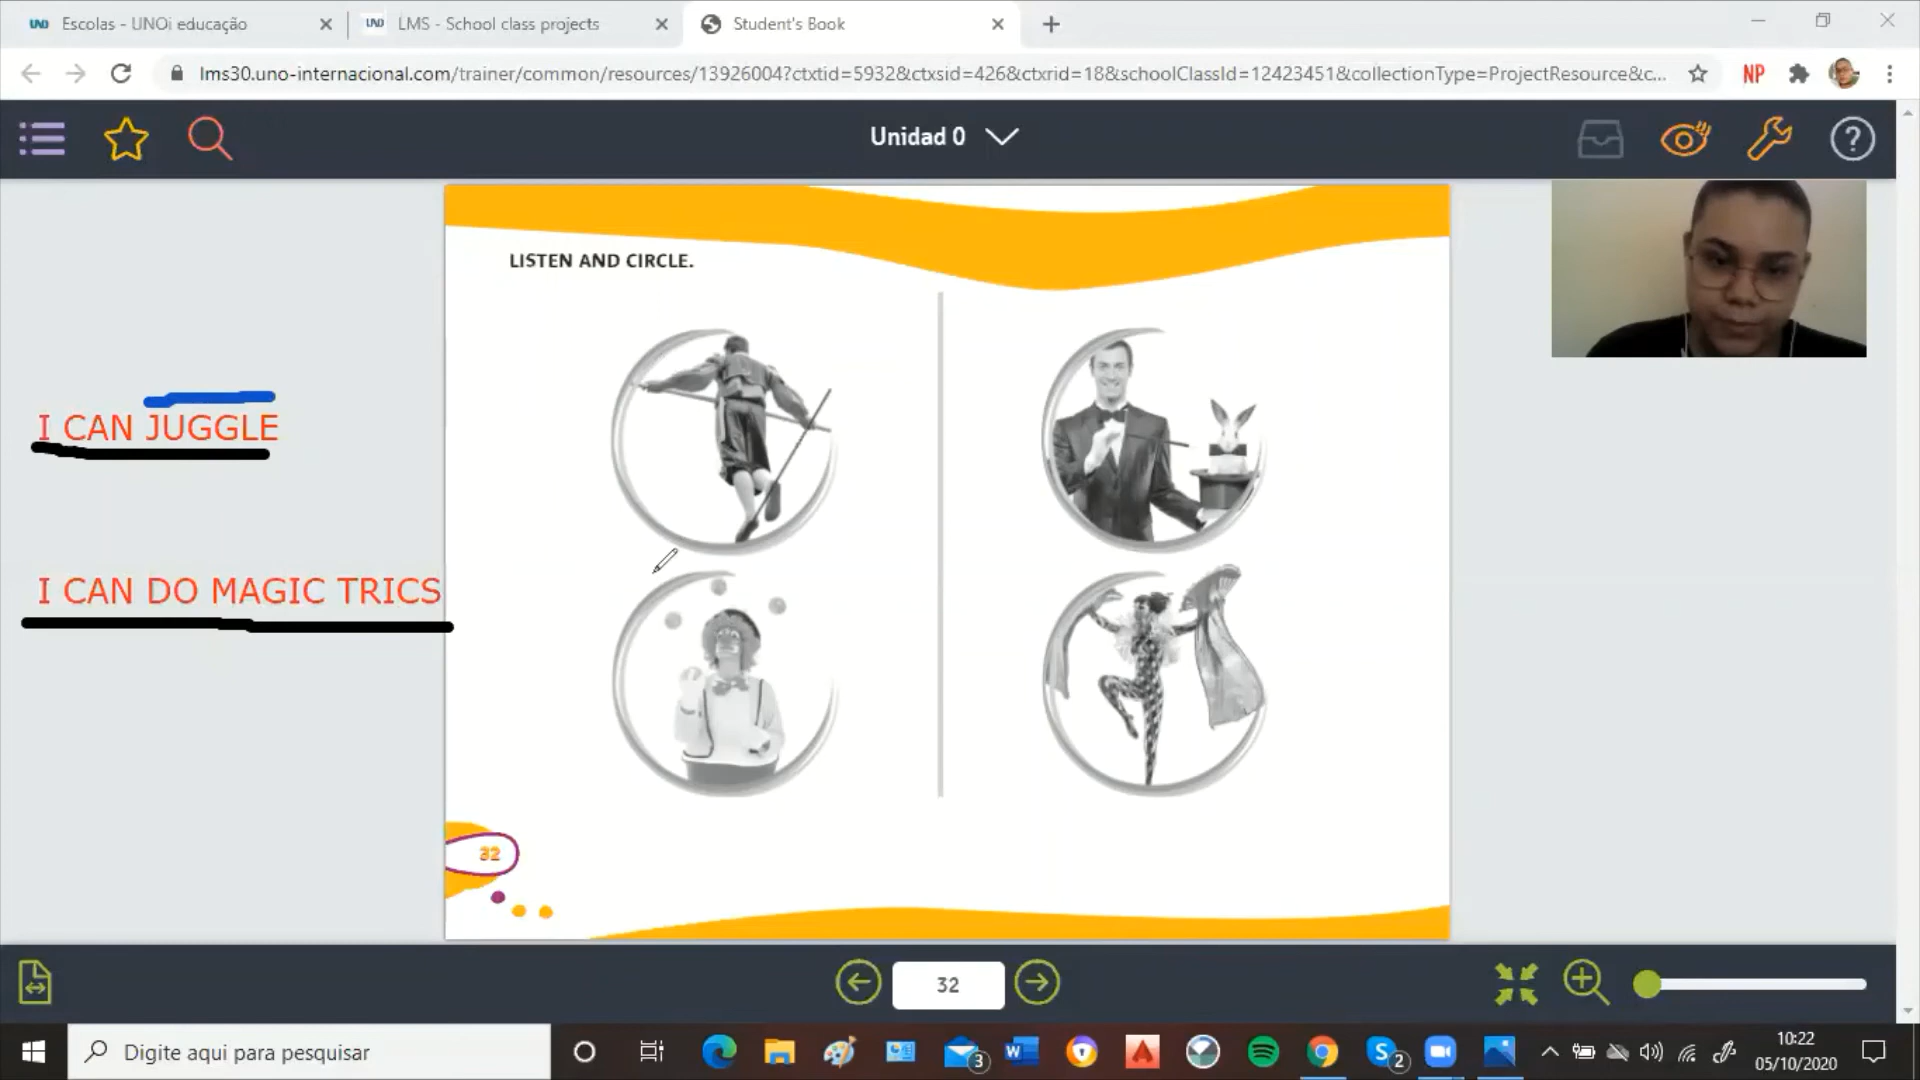 Escolas - UNOi educação
LMS - School class projects
Student's Book
lms30.uno-internacional.com/trainer/common/resources/13926004?ctxtid=5932&ctxsid=426&ctxrid=18&schoolClassId=12423451&collectionType=ProjectResource&c...
NP
Unidad 0
LISTEN AND CIRCLE.
I CAN JUGGLE
I CAN DO MAGIC TRICS
32
32
Digite aqui para pesquisar
3
2
10:22
05/10/2020